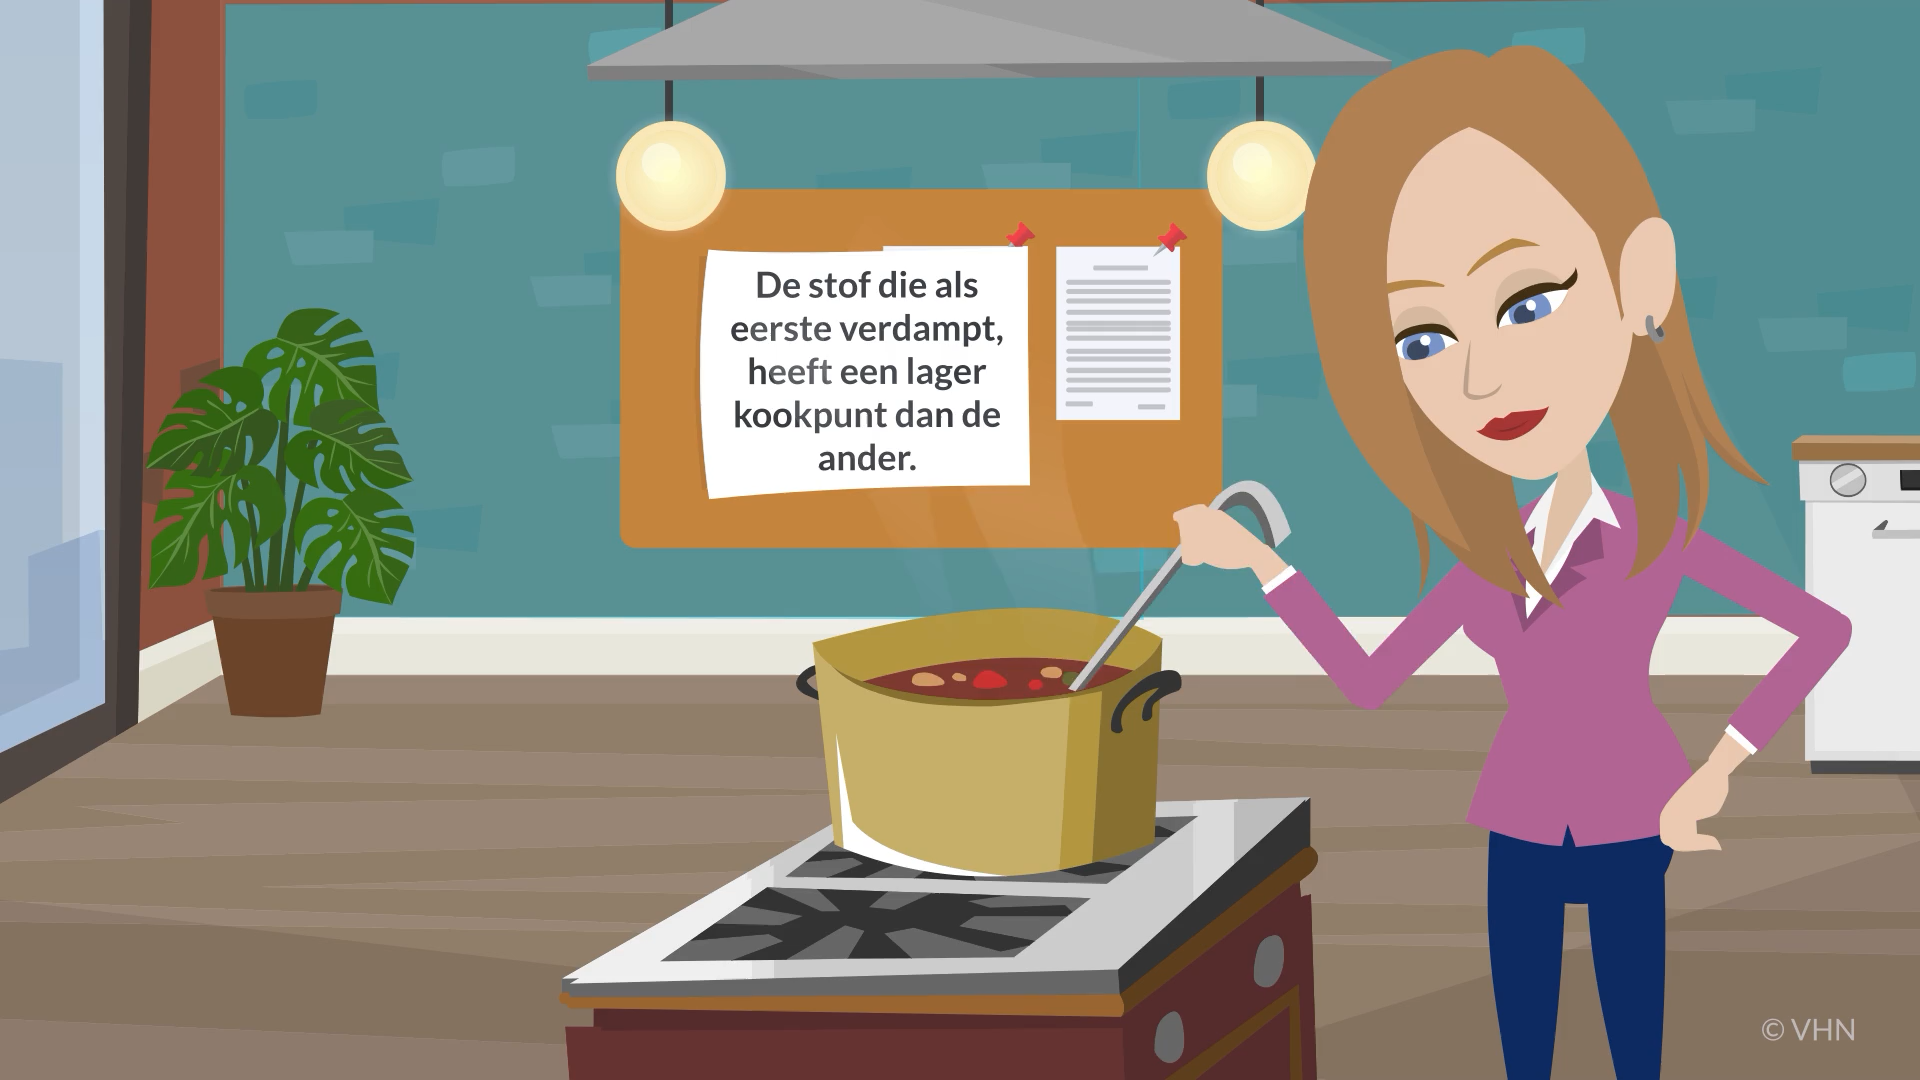 De stof die als
eerste verdampt,
heeft een lager
kookpunt dan de
ander.
© VHN